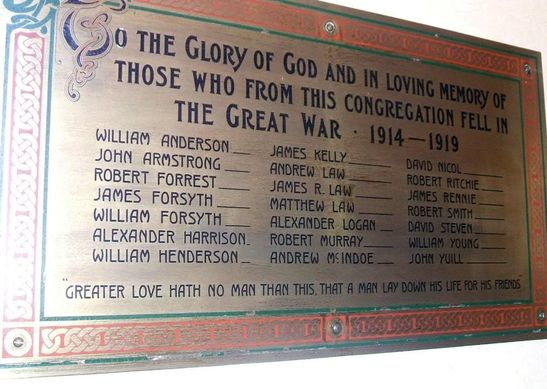 TO THE GLORY OF GOD AND IN LOVING MEMORY OF
THOSE WHO FROM THIS CONGREGATION FELL IN
THE GREAT WAR · 1914—1919
WILLIAM ANDERSON
JOHN ARMSTRONG
ROBERT FORREST
JAMES FORSYTH
WILLIAM FORSYTH
ALEXANDER HARRISON
WILLIAM HENDERSON
JAMES KELLY
ANDREW LAW
JAMES R. LAW
MATTHEW LAW
ALEXANDER LOGAN
ROBERT MURRAY
ANDREW McINDOE
DAVID NICOL
ROBERT RITCHIE
JAMES RENNIE
ROBERT SMITH
DAVID STEVEN
WILLIAM YOUNG
JOHN YUILL
"GREATER LOVE HATH NO MAN THAN THIS, THAT A MAN LAY DOWN HIS LIFE FOR HIS FRIENDS"